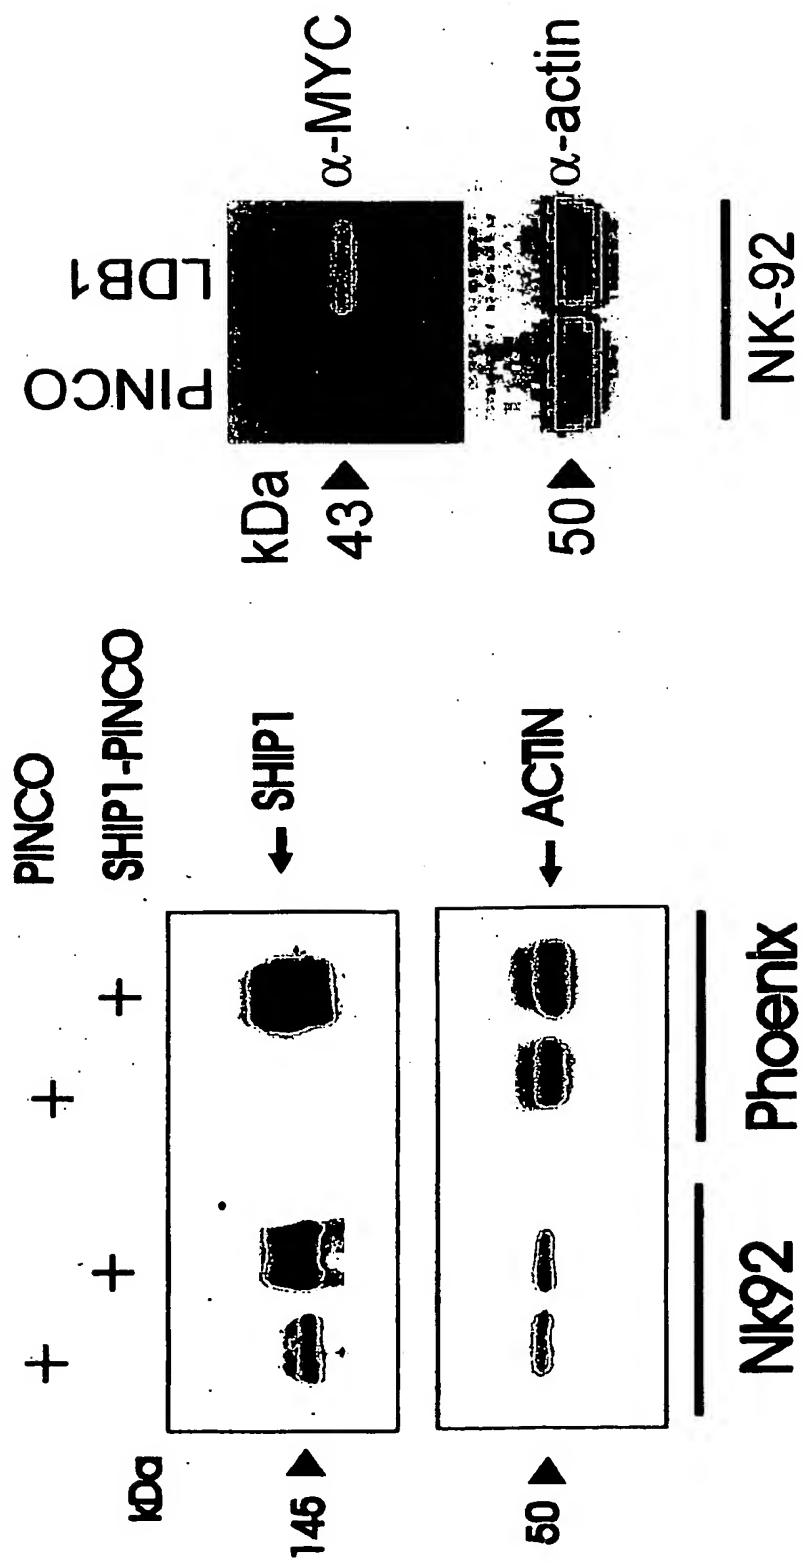 + + PINCO
+ + SHIP1-PINCO
kDa
145 ▶ ← SHIP1
50 ▶ ← ACTIN
Nk92 Phoenix
PINCO LDB1
kDa
43 ▶ α-MYC
50 ▶ α-actin
NK-92